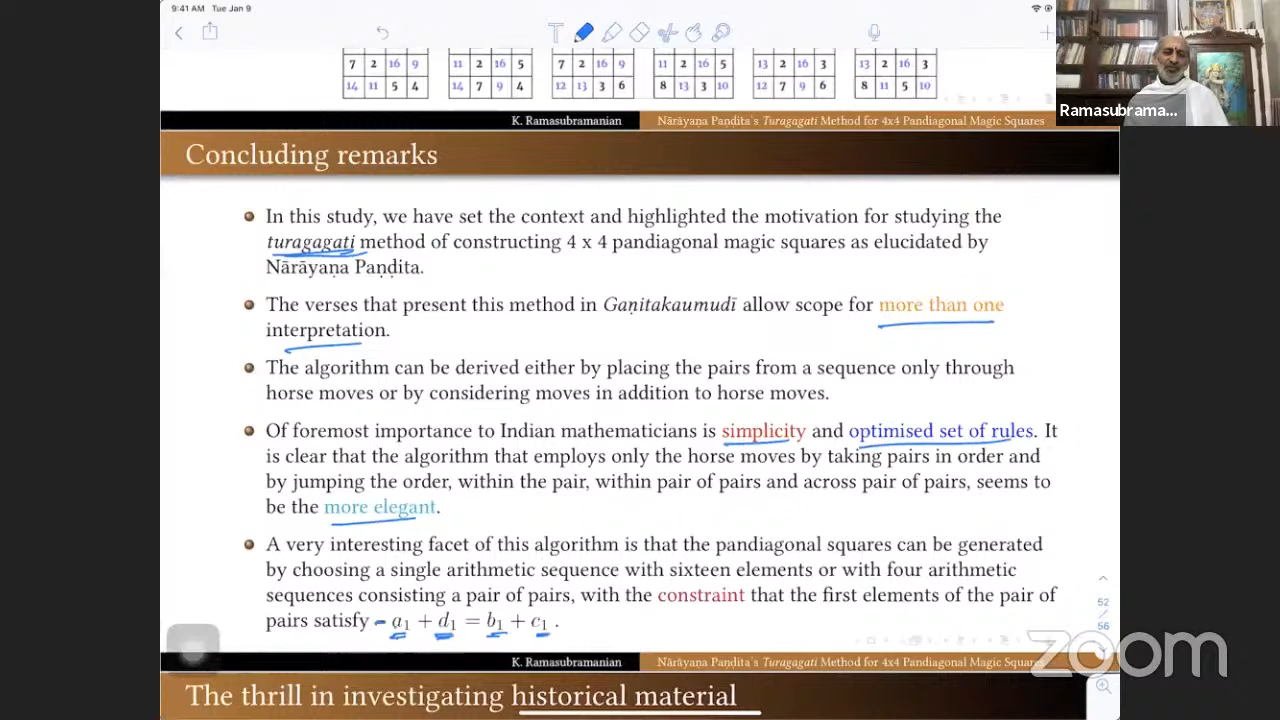 9:41 AM Tue Jan 9
7 2 16 9
14 11 5 4
11 2 16 5
14 7 9 4
7 2 16 9
12 13 3 6
11 2 16 5
8 13 3 10
13 2 16 3
12 7 9 6
13 2 16 3
8 11 5 10
Ramasubrama...
K. Ramasubramanian Nārāyaṇa Paṇḍita's Turagagati Method for 4x4 Pandiagonal Magic Squares
Concluding remarks
In this study, we have set the context and highlighted the motivation for studying the
turagagati method of constructing 4 x 4 pandiagonal magic squares as elucidated by
Nārāyaṇa Paṇḍita.
The verses that present this method in Gaṇitakaumudī allow scope for more than one
interpretation.
The algorithm can be derived either by placing the pairs from a sequence only through
horse moves or by considering moves in addition to horse moves.
Of foremost importance to Indian mathematicians is simplicity and optimised set of rules. It
is clear that the algorithm that employs only the horse moves by taking pairs in order and
by jumping the order, within the pair, within pair of pairs and across pair of pairs, seems to
be the more elegant.
A very interesting facet of this algorithm is that the pandiagonal squares can be generated
by choosing a single arithmetic sequence with sixteen elements or with four arithmetic
sequences consisting a pair of pairs, with the constraint that the first elements of the pair of
pairs satisfy - a₁ + d₁ = b₁ + c₁ .
52
/
56
zoom
K. Ramasubramanian Nārāyaṇa Paṇḍita's Turagagati Method for 4x4 Pandiagonal Magic Squares
The thrill in investigating historical material